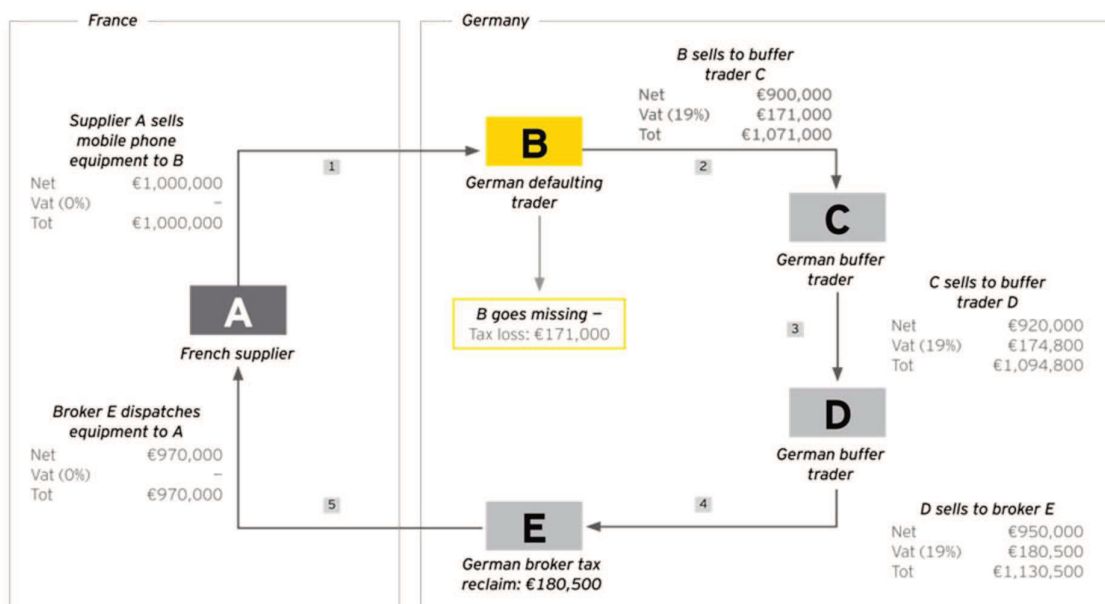 France
Germany
Supplier A sells
mobile phone
equipment to B
Net €1,000,000
Vat (0%) –
Tot €1,000,000
1
B
German defaulting
trader
B sells to buffer
trader C
Net €900,000
Vat (19%) €171,000
Tot €1,071,000
2
C
German buffer
trader
B goes missing –
Tax loss: €171,000
A
French supplier
3
C sells to buffer
trader D
Net €920,000
Vat (19%) €174,800
Tot €1,094,800
D
German buffer
trader
Broker E dispatches
equipment to A
Net €970,000
Vat (0%) –
Tot €970,000
5
E
German broker tax
reclaim: €180,500
4
D sells to broker E
Net €950,000
Vat (19%) €180,500
Tot €1,130,500